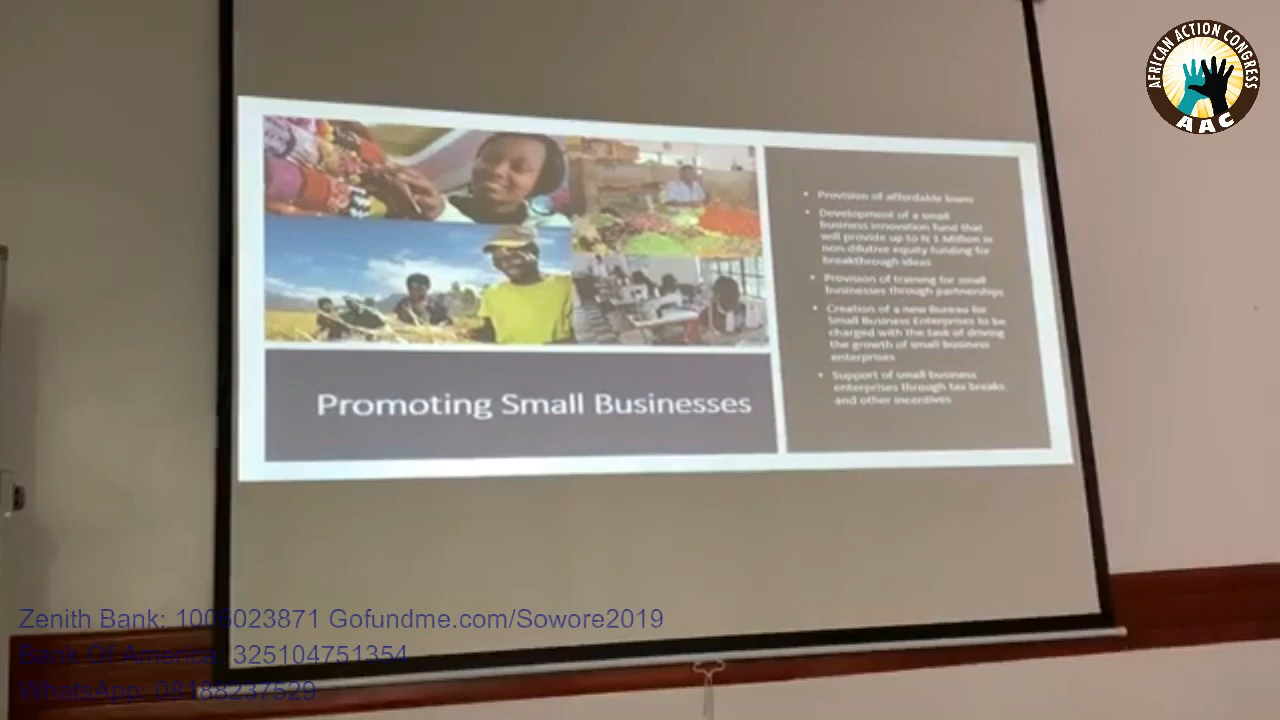 AFRICAN ACTION CONGRESS
AAC
Promoting Small Businesses
• Provision of affordable loans
• Development of a small
business innovation fund that
will provide up to N 1 Million in
non dilutive equity funding for
breakthrough ideas
• Provision of training for small
businesses through partnerships
• Creation of a new Bureau for
Small Business Enterprises to be
charged with the task of driving
the growth of small business
enterprises
• Support of small business
enterprises through tax breaks
and other incentives
Zenith Bank: 1006023871 Gofundme.com/Sowore2019
Bank Of America: 325104751354
WhatsApp: 08188237529